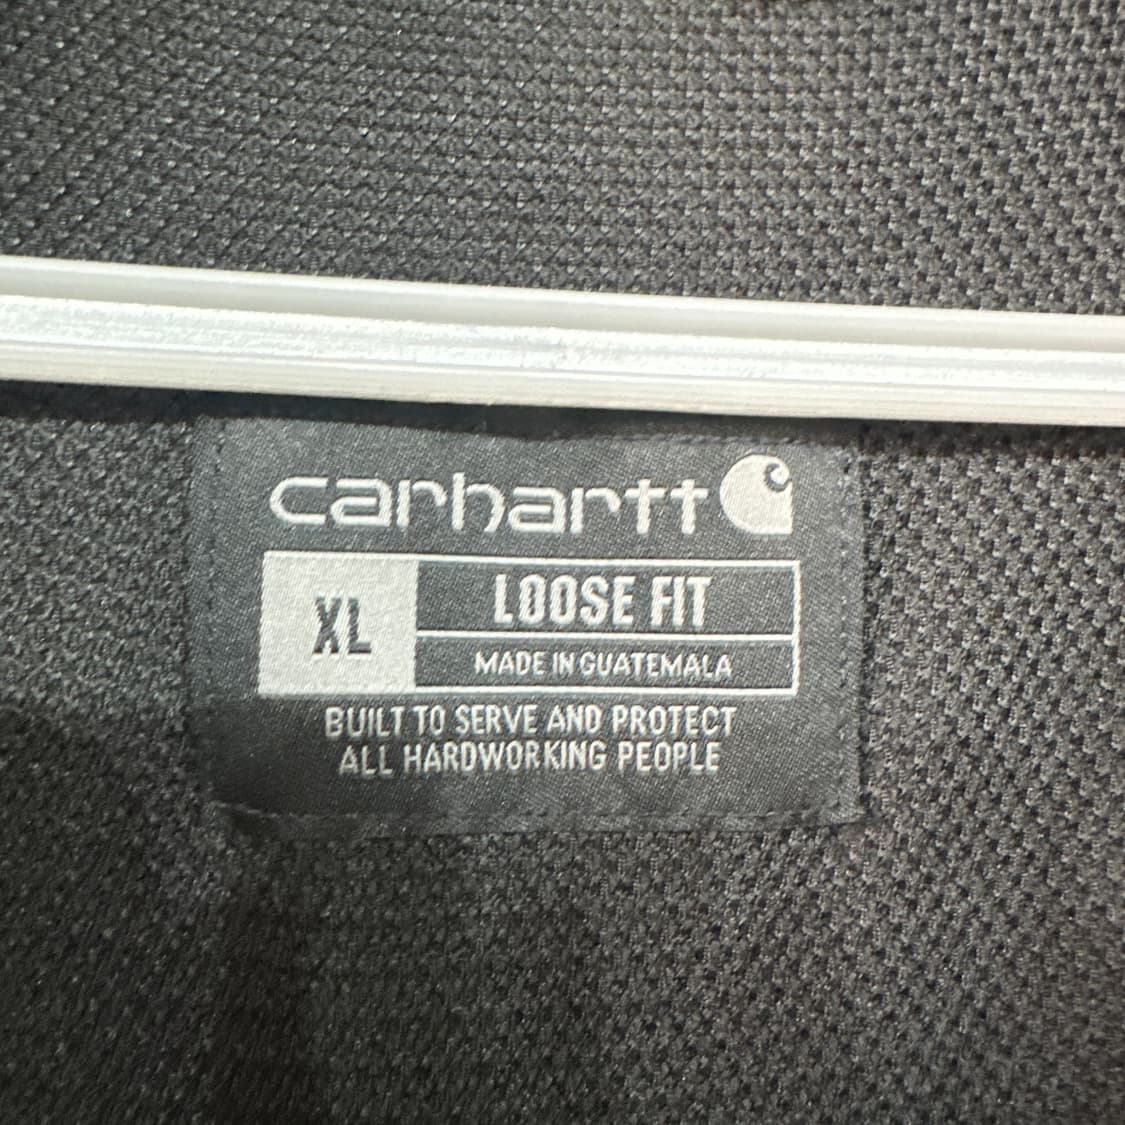 carhartt
XL
LOOSE FIT
MADE IN GUATEMALA
BUILT TO SERVE AND PROTECT
ALL HARDWORKING PEOPLE